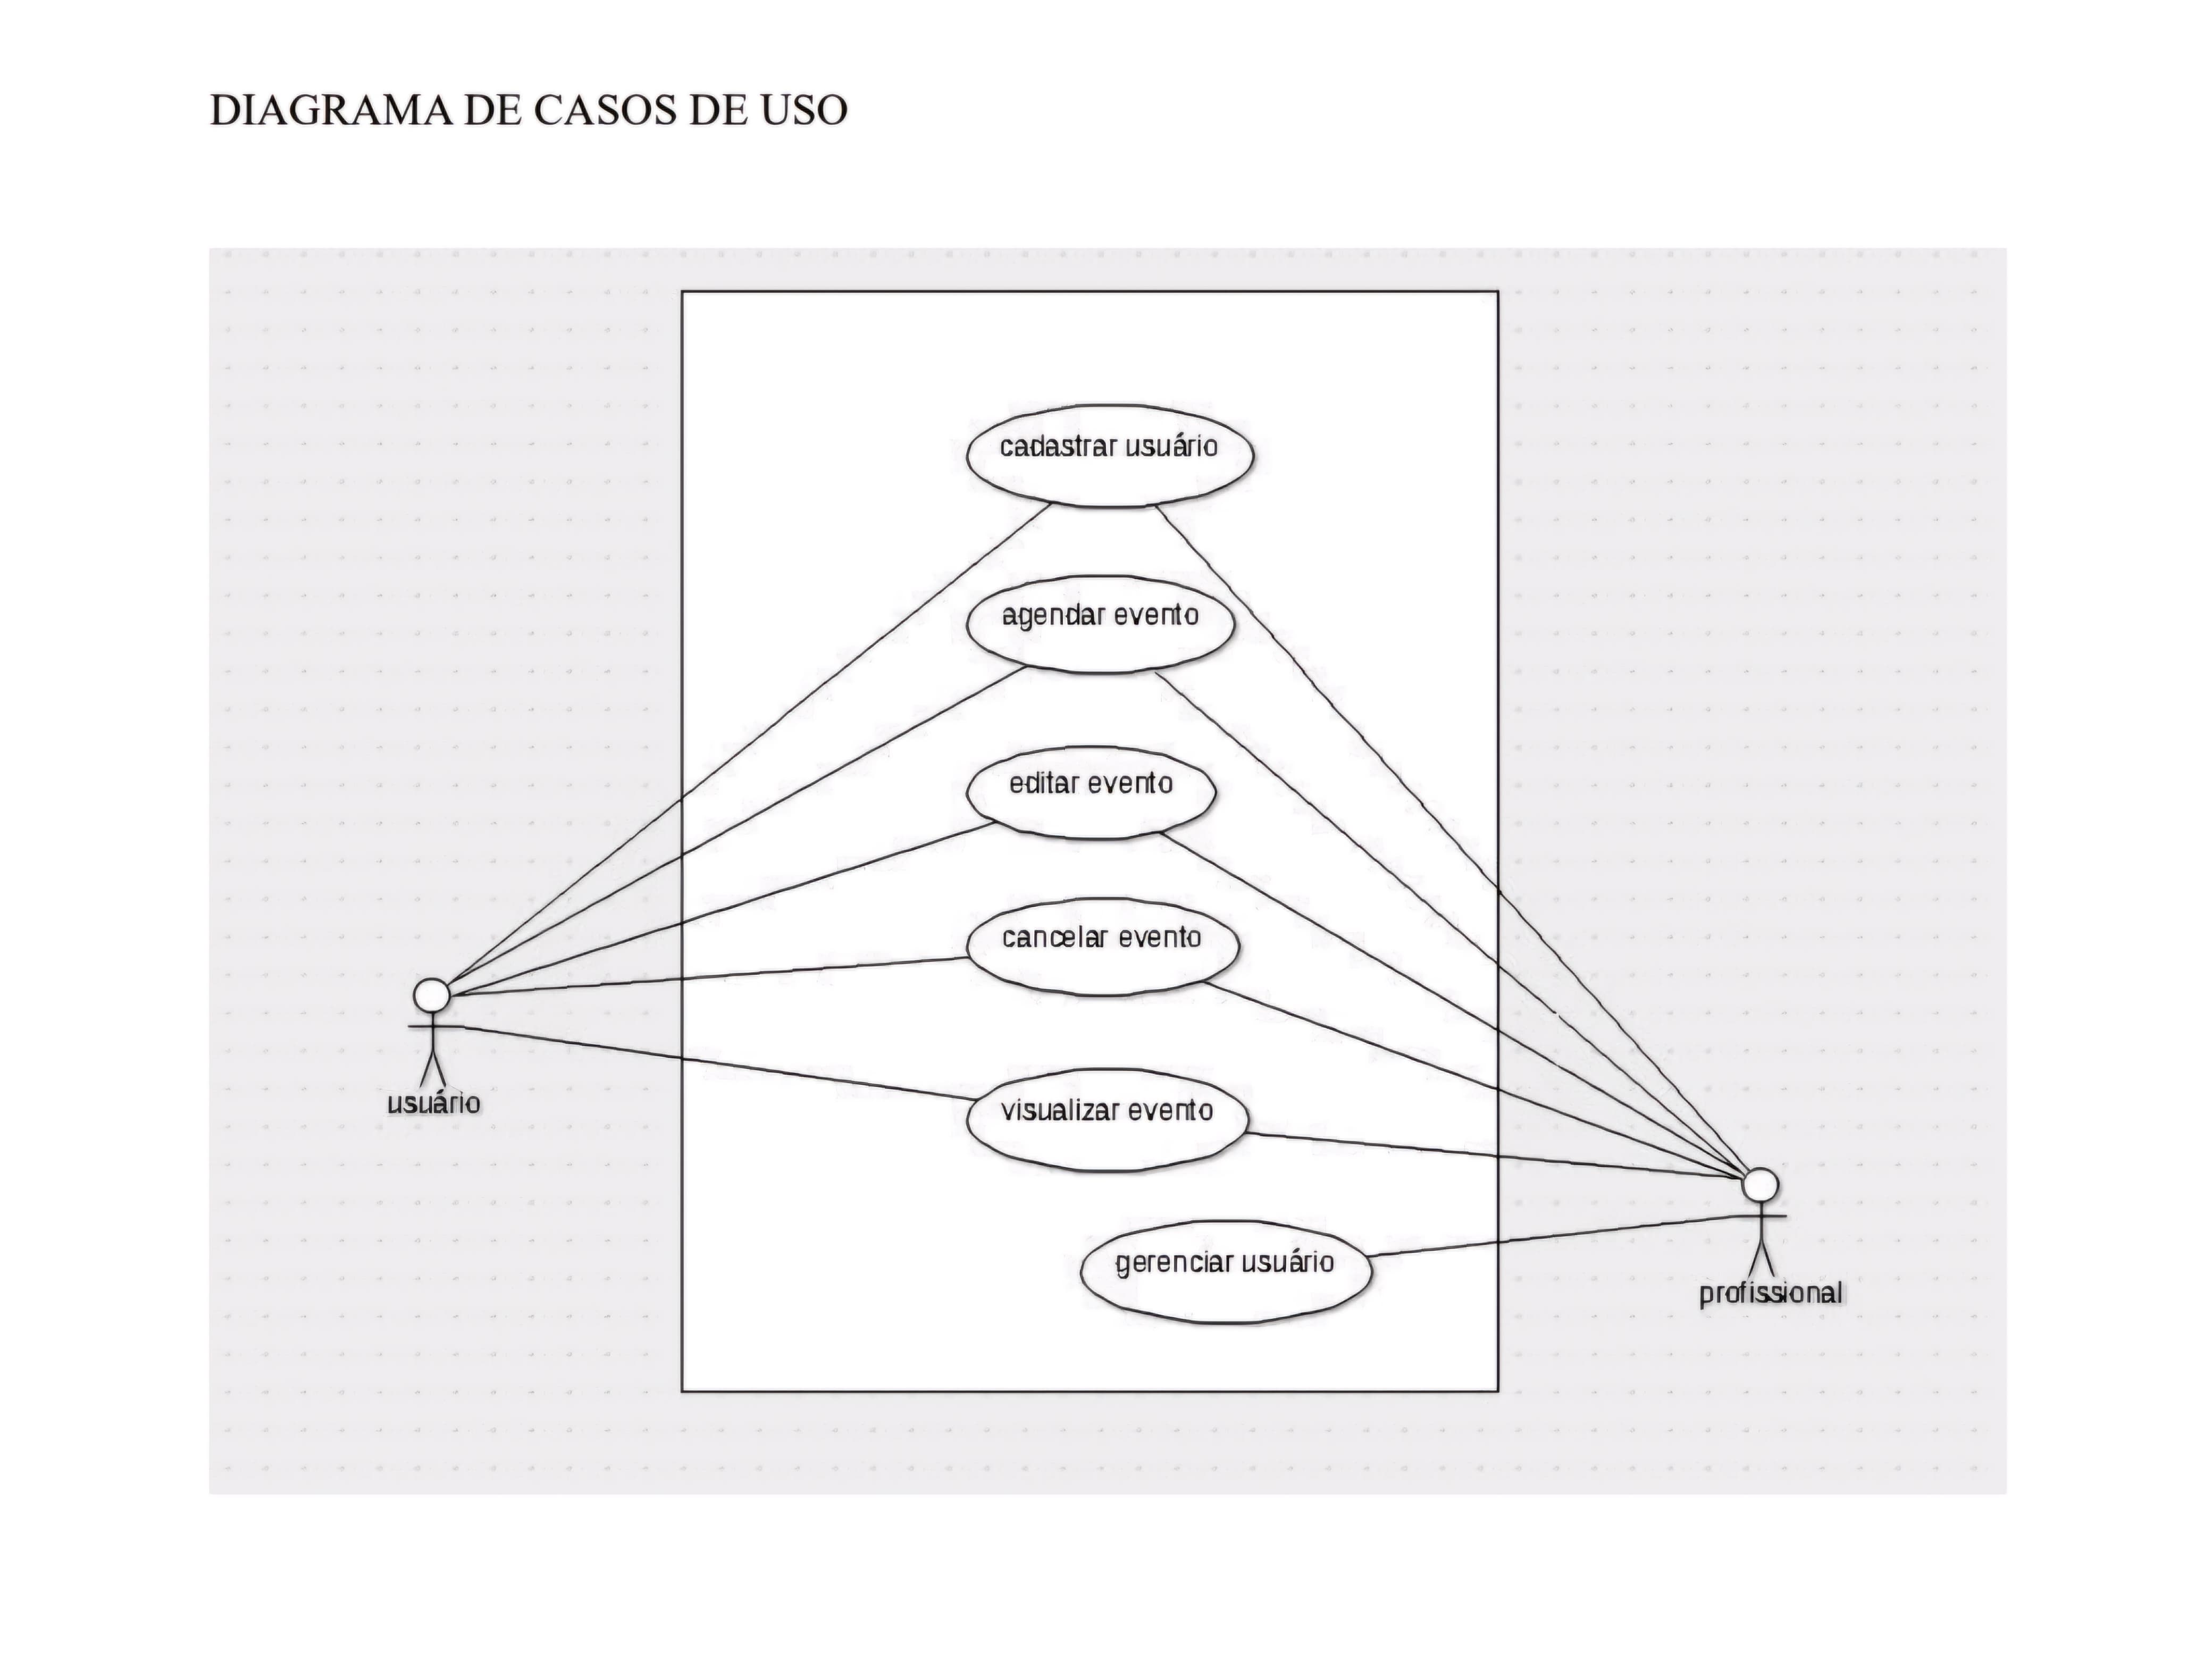 DIAGRAMA DE CASOS DE USO
cadastrar usuário
agendar evento
editar evento
cancelar evento
usuário
visualizar evento
gerenciar usuário
profissional